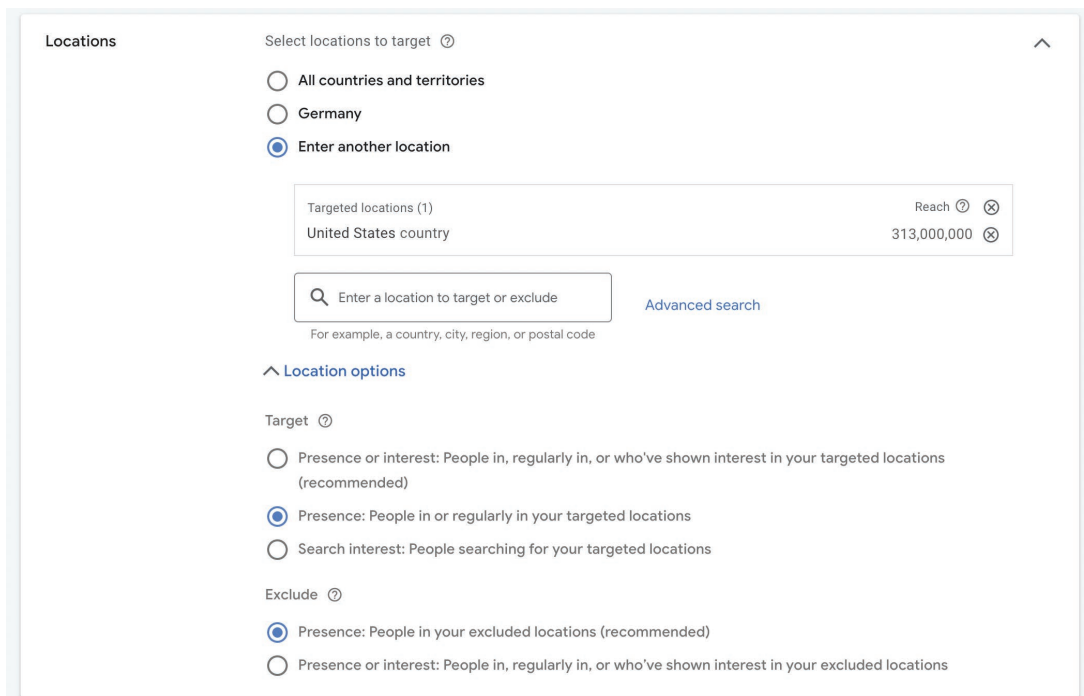 Locations
Select locations to target
All countries and territories
Germany
Enter another location
Targeted locations (1) Reach
United States country 313,000,000
Enter a location to target or exclude
Advanced search
For example, a country, city, region, or postal code
Location options
Target
Presence or interest: People in, regularly in, or who've shown interest in your targeted locations
(recommended)
Presence: People in or regularly in your targeted locations
Search interest: People searching for your targeted locations
Exclude
Presence: People in your excluded locations (recommended)
Presence or interest: People in, regularly in, or who've shown interest in your excluded locations